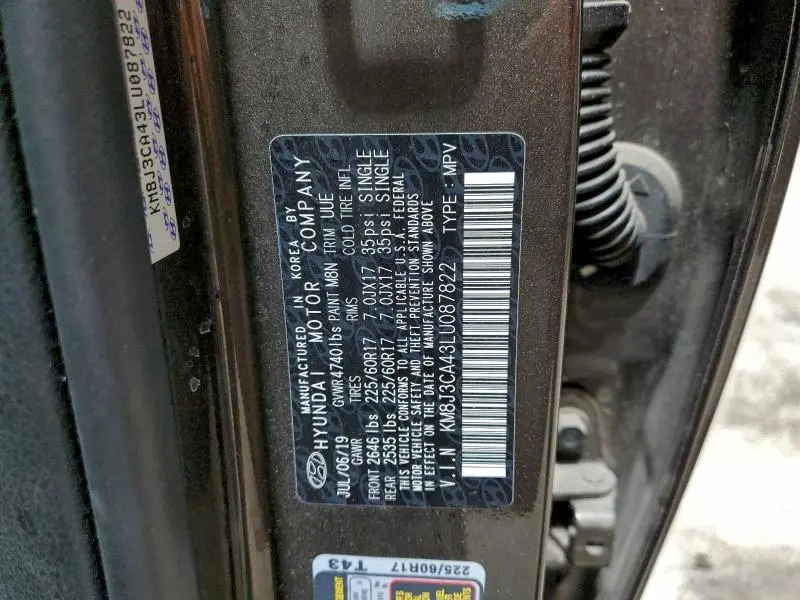 KM8J3CA43LU087822
MANUFACTURED IN KOREA BY
HYUNDAI MOTOR COMPANY
JUL/06/19 GVWR 4740lbs PAINT M8N TRIM UUE
GAWR TIRES RIMS COLD TIRE INFL
FRONT 2646 lbs 225/60R17 7.0JX17 35psi SINGLE
REAR 2535 lbs 225/60R17 7.0JX17 35psi SINGLE
THIS VEHICLE CONFORMS TO ALL APPLICABLE U.S.A. FEDERAL
MOTOR VEHICLE SAFETY AND THEFT PREVENTION STANDARDS
IN EFFECT ON THE DATE OF MANUFACTURE SHOWN ABOVE
V.I.N KM8J3CA43LU087822 TYPE : MPV
225/60R17
T43